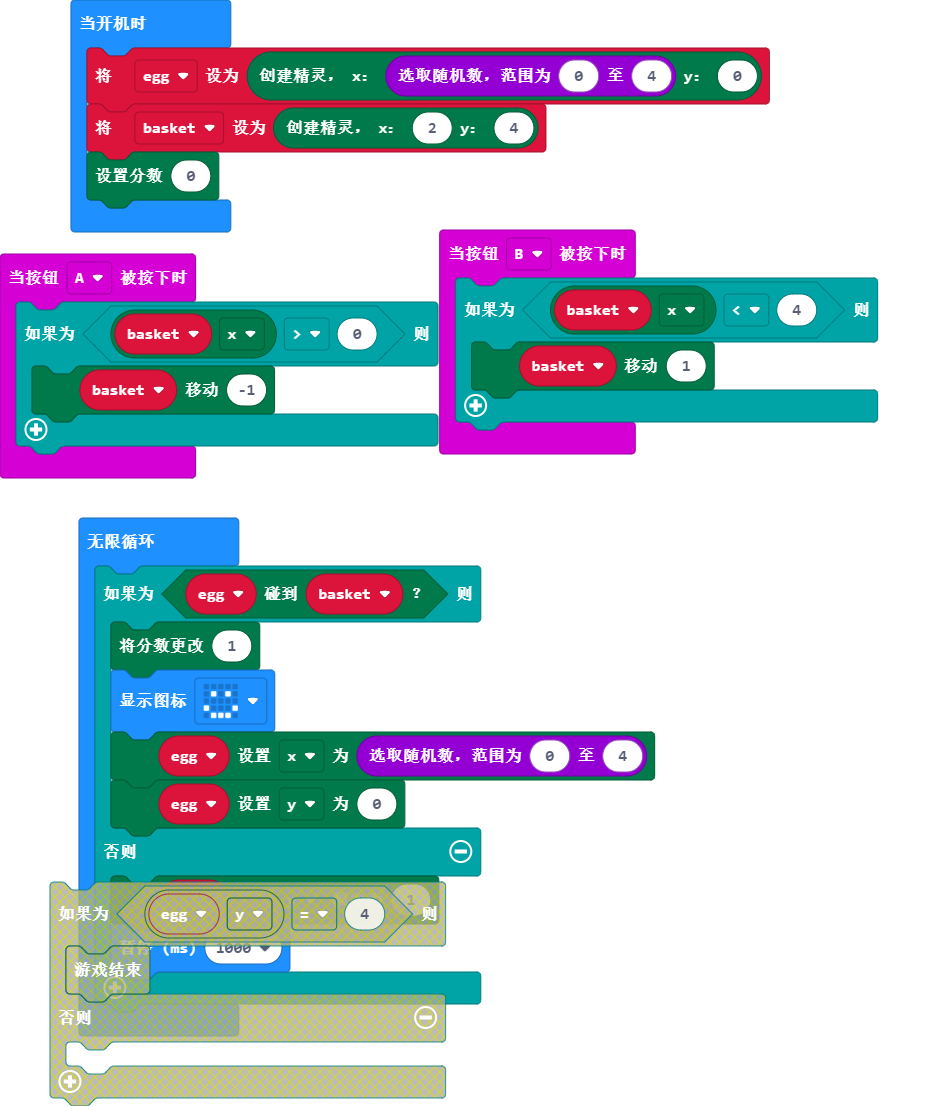 当开机时
将 egg 设为 创建精灵, x: 选取随机数，范围为 0 至 4 y: 0
将 basket 设为 创建精灵, x: 2 y: 4
设置分数 0
当按钮 A 被按下时
如果为 basket x > 0 则
basket 移动 -1
当按钮 B 被按下时
如果为 basket x < 4 则
basket 移动 1
无限循环
如果为 egg 碰到 basket ? 则
将分数更改 1
显示图标
egg 设置 x 为 选取随机数，范围为 0 至 4
egg 设置 y 为 0
否则
1
如果为 egg y = 4 则
(ms) 1000
游戏结束
否则